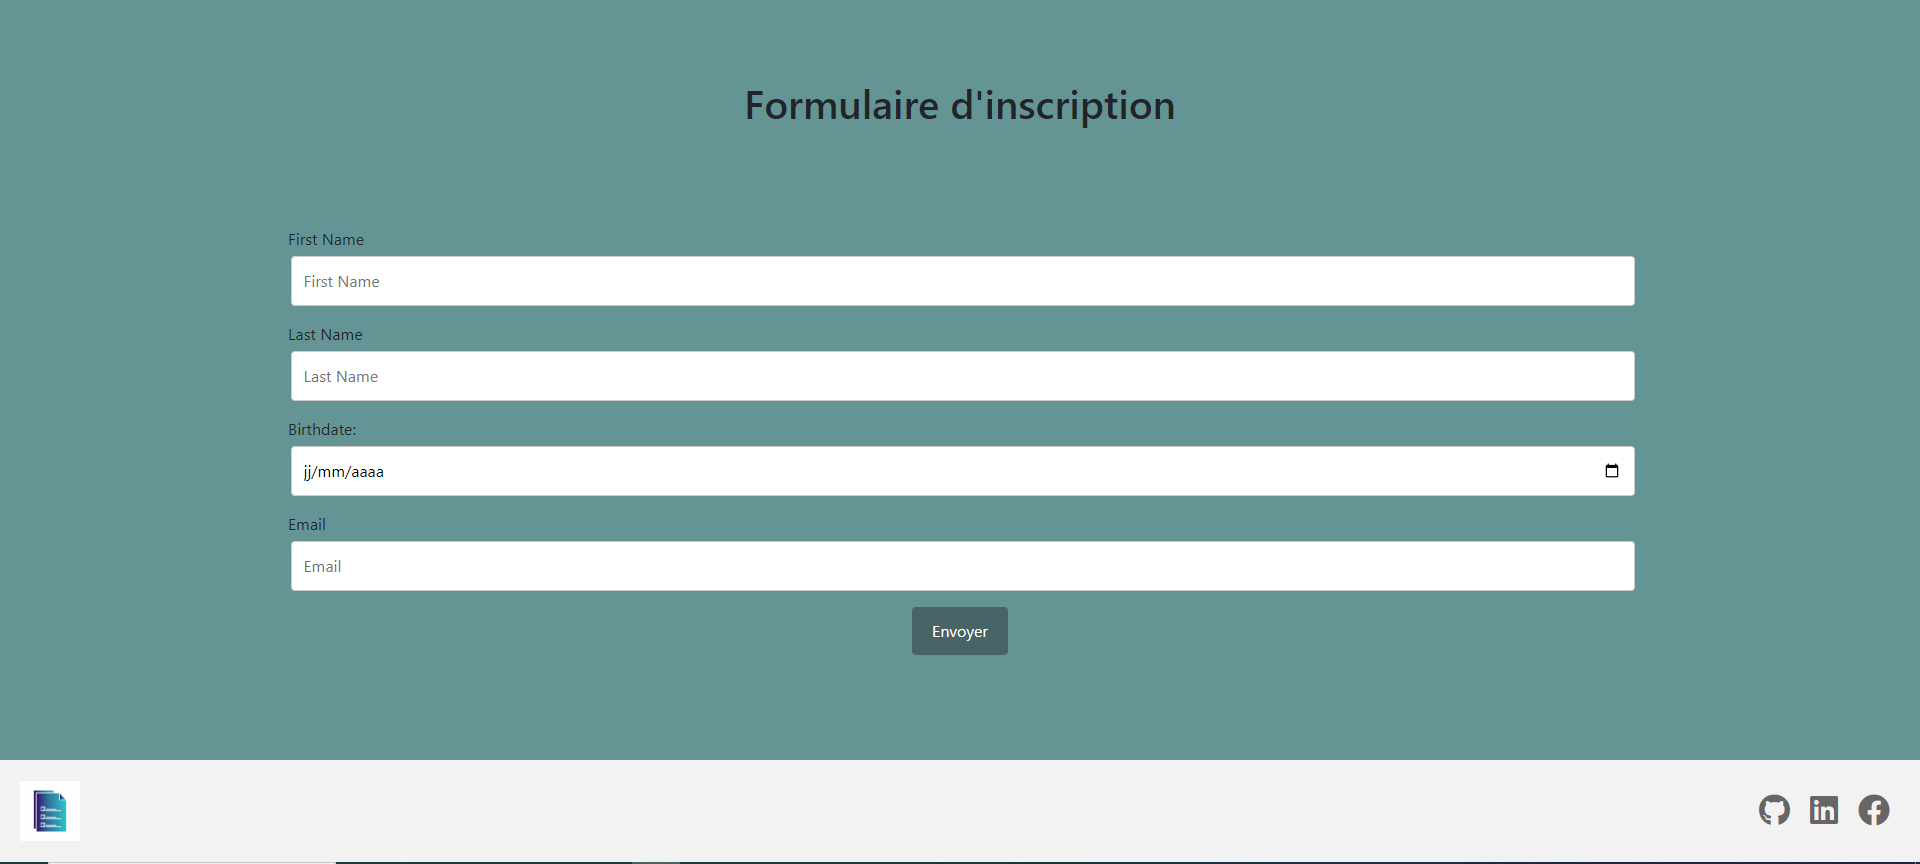 Formulaire d'inscription
First Name
First Name
Last Name
Last Name
Birthdate:
jj/mm/aaaa
Email
Email
Envoyer